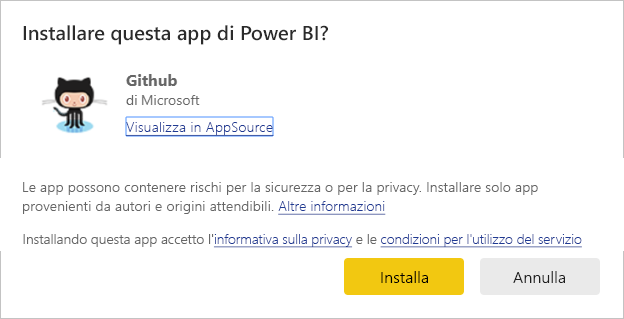 Installare questa app di Power BI?
Github
di Microsoft
Visualizza in AppSource
Le app possono contenere rischi per la sicurezza o per la privacy. Installare solo app
provenienti da autori e origini attendibili. Altre informazioni
Installando questa app accetto l'informativa sulla privacy e le condizioni per l'utilizzo del servizio
Installa
Annulla